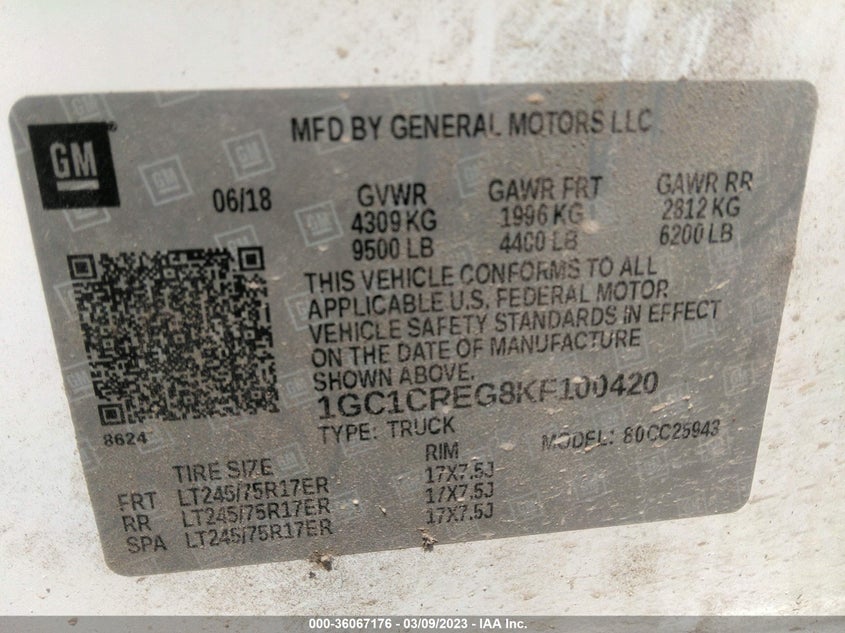 GM
MFD BY GENERAL MOTORS LLC
06/18 GVWR GAWR FRT GAWR RR
4309 KG 1996 KG 2812 KG
9500 LB 4400 LB 6200 LB
THIS VEHICLE CONFORMS TO ALL
APPLICABLE U.S. FEDERAL MOTOR
VEHICLE SAFETY STANDARDS IN EFFECT
ON THE DATE OF MANUFACTURE
SHOWN ABOVE.
1GC1CREG8KF100420
8624
TYPE: TRUCK MODEL: 80CC25943
TIRE SIZE RIM
FRT LT245/75R17ER 17X7.5J
RR LT245/75R17ER 17X7.5J
SPA LT245/75R17ER 17X7.5J
000-36067176 - 03/09/2023 - IAA Inc.